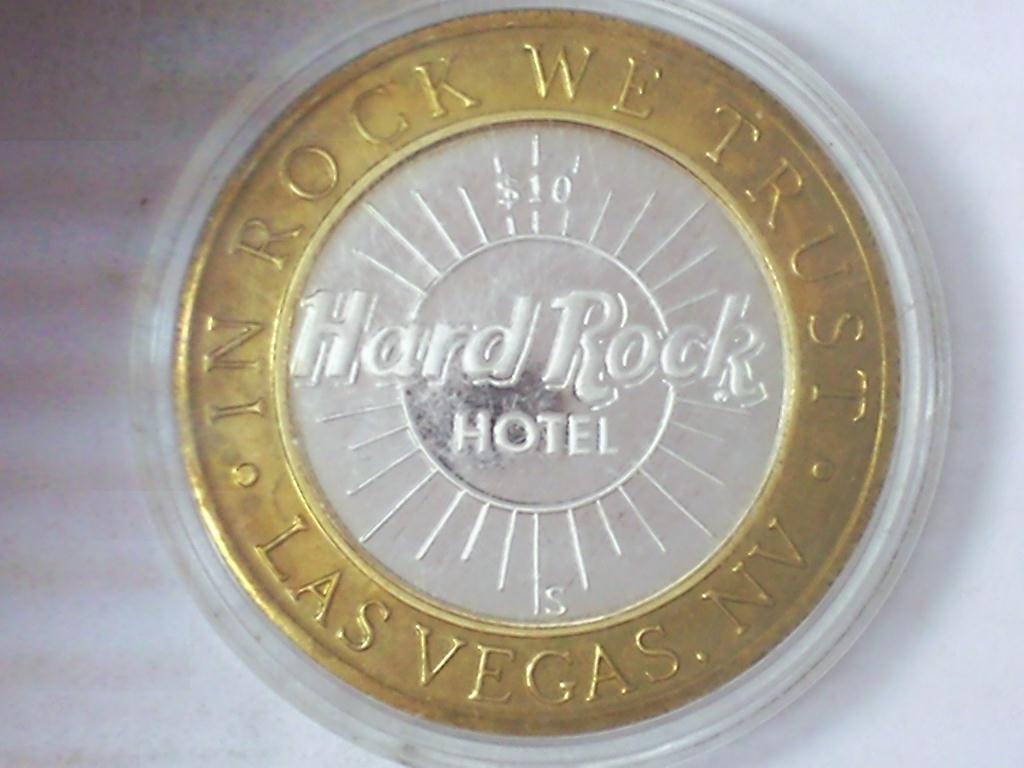 IN ROCK WE TRUST
$10
Hard Rock
HOTEL
S
• LAS VEGAS, NV •